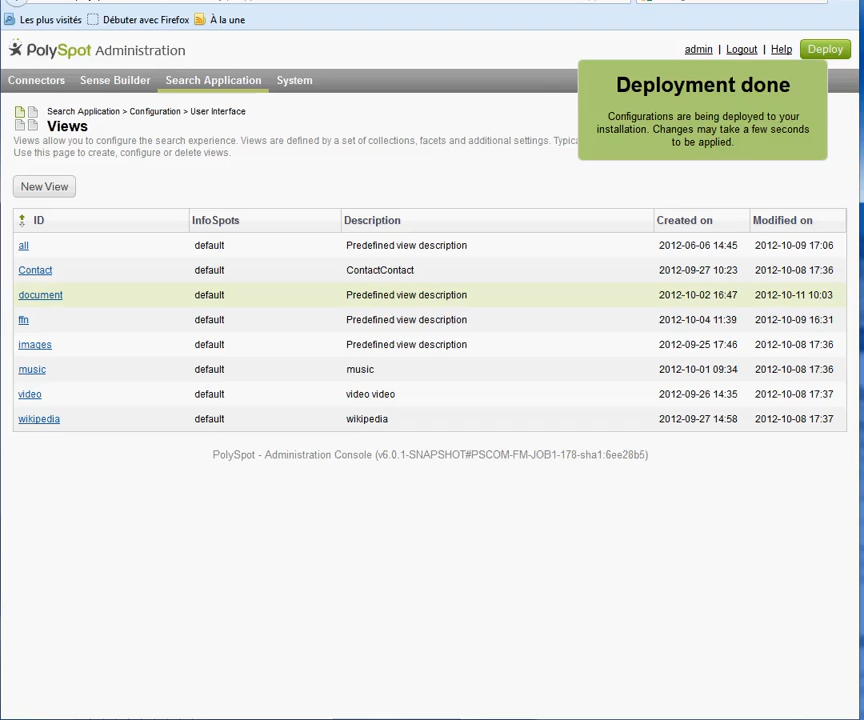 Les plus visités Débuter avec Firefox À la une
PolySpot Administration
admin | Logout | Help Deploy
Connectors Sense Builder Search Application System
Deployment done
Configurations are being deployed to your
installation. Changes may take a few seconds
to be applied.
Search Application > Configuration > User Interface
Views
Views allow you to configure the search experience. Views are defined by a set of collections, facets and additional settings.
Use this page to create, configure or delete views.
New View
ID InfoSpots Description Created on Modified on
all default Predefined view description 2012-06-06 14:45 2012-10-09 17:06
Contact default ContactContact 2012-09-27 10:23 2012-10-08 17:36
document default Predefined view description 2012-10-02 16:47 2012-10-11 10:03
ffn default Predefined view description 2012-10-04 11:39 2012-10-09 16:31
images default Predefined view description 2012-09-25 17:46 2012-10-08 17:36
music default music 2012-10-01 09:34 2012-10-08 17:36
video default video video 2012-09-26 14:35 2012-10-08 17:37
wikipedia default wikipedia 2012-09-27 14:58 2012-10-08 17:37
PolySpot - Administration Console (v6.0.1-SNAPSHOT#PSCOM-FM-JOB1-178-sha1:6ee28b5)